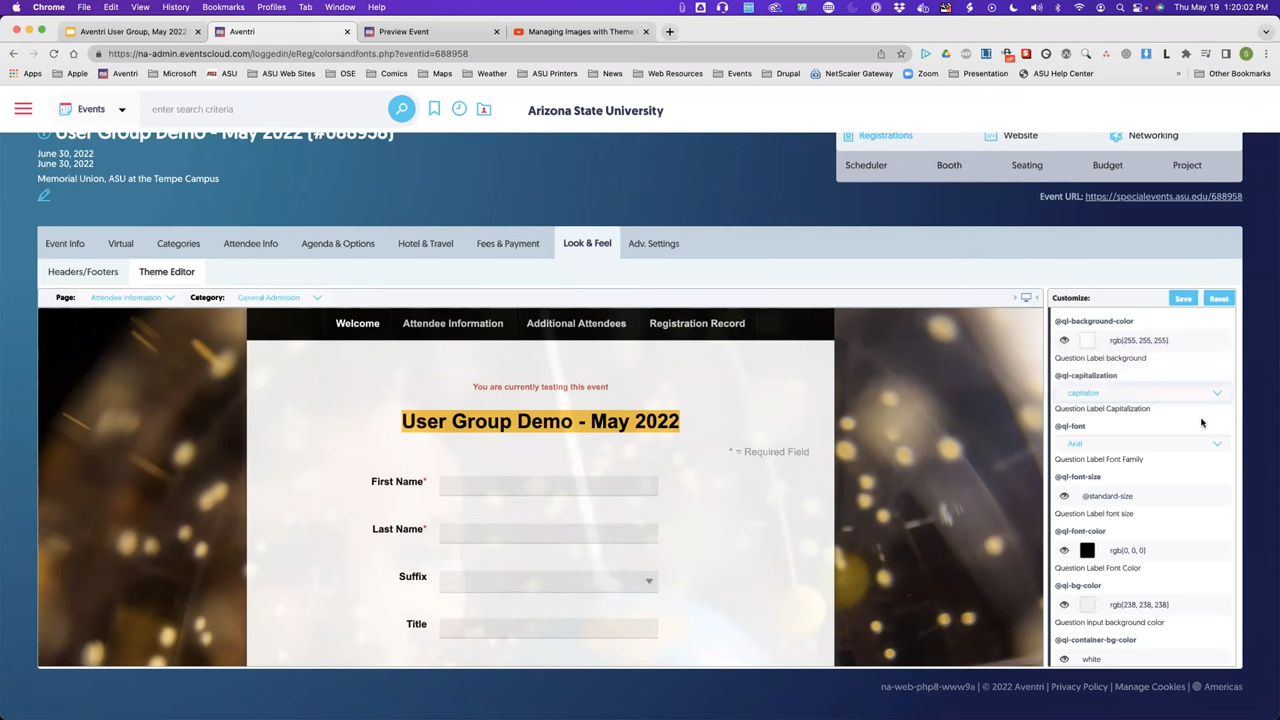 Chrome File Edit View History Bookmarks Profiles Tab Window Help Thu May 19 1:20:02 PM
Aventri User Group, May 2022 Aventri Preview Event Managing Images with Theme
na-admin.eventscloud.com/loggedin/eReg/colorsandfonts.php?eventid=688958
Apps Apple Aventri Microsoft ASU ASU Web Sites OSE Comics Maps Weather ASU Printers News Web Resources Events Drupal NetScaler Gateway Zoom Presentation ASU Help Center » Other Bookmarks
Events enter search criteria Arizona State University
User Group Demo - May 2022 (#688958)
Registrations Website Networking
June 30, 2022
June 30, 2022
Scheduler Booth Seating Budget Project
Memorial Union, ASU at the Tempe Campus
Event URL: https://specialevents.asu.edu/688958
Event Info Virtual Categories Attendee Info Agenda & Options Hotel & Travel Fees & Payment Look & Feel Adv. Settings
Headers/Footers Theme Editor
Page: Attendee Information Category: General Admission
Customize: Save Reset
Welcome Attendee Information Additional Attendees Registration Record
You are currently testing this event
User Group Demo - May 2022
* = Required Field
First Name*
Last Name*
Suffix
Title
@ql-background-color
rgb(255, 255, 255)
Question Label background
@ql-capitalization
capitalize
Question Label Capitalization
@ql-font
Arial
Question Label Font Family
@ql-font-size
@standard-size
Question Label font size
@ql-font-color
rgb(0, 0, 0)
Question Label Font Color
@qi-bg-color
rgb(238, 238, 238)
Question input background color
@qi-container-bg-color
white
na-web-php8-www9a | © 2022 Aventri | Privacy Policy | Manage Cookies | Americas